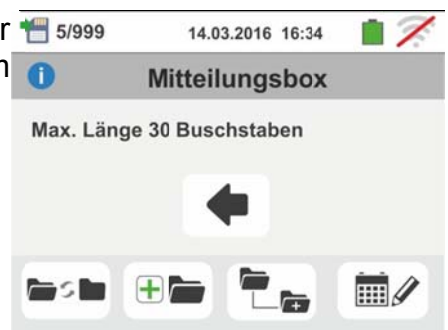 r
n
5/999 14.03.2016 16:34
i Mitteilungsbox
Max. Länge 30 Buschstaben